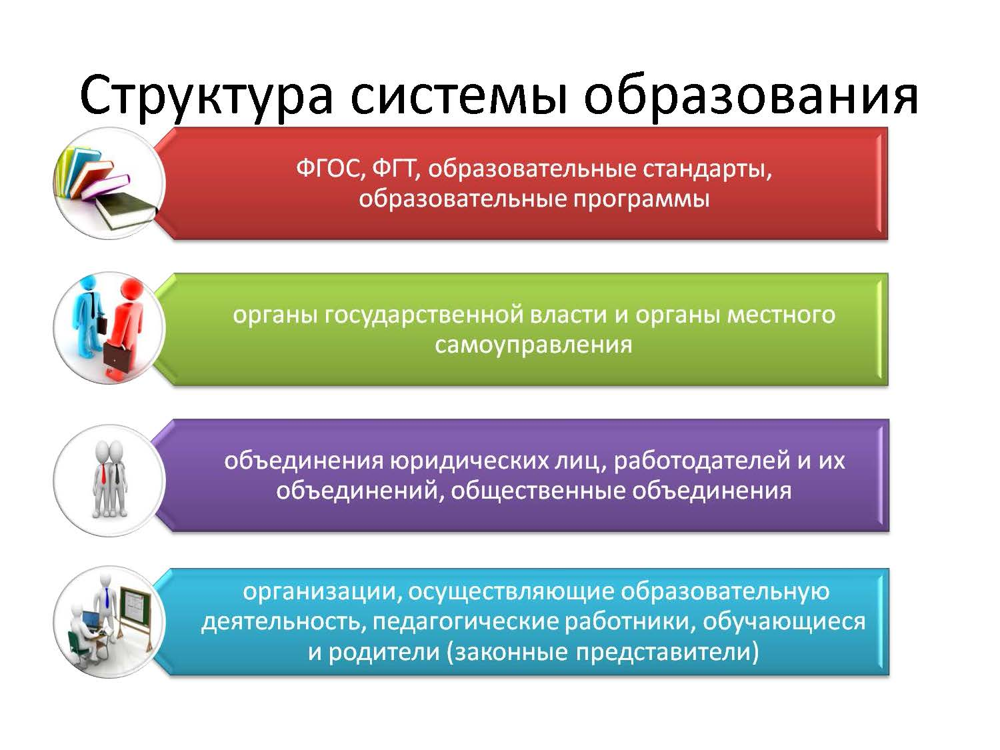 Структура системы образования
ФГОС, ФГТ, образовательные стандарты,
образовательные программы
органы государственной власти и органы местного
самоуправления
объединения юридических лиц, работодателей и их
объединений, общественные объединения
организации, осуществляющие образовательную
деятельность, педагогические работники, обучающиеся
и родители (законные представители)